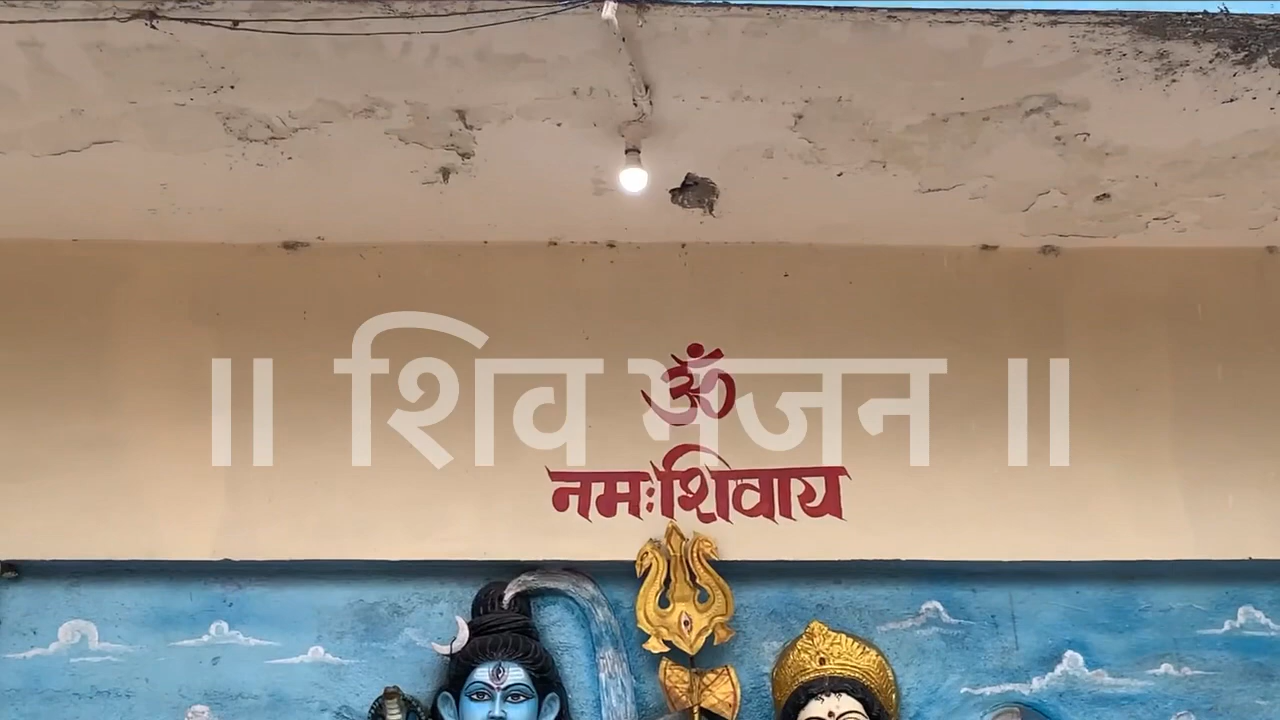 ॥ शिव भजन ॥
ॐ
नमःशिवाय